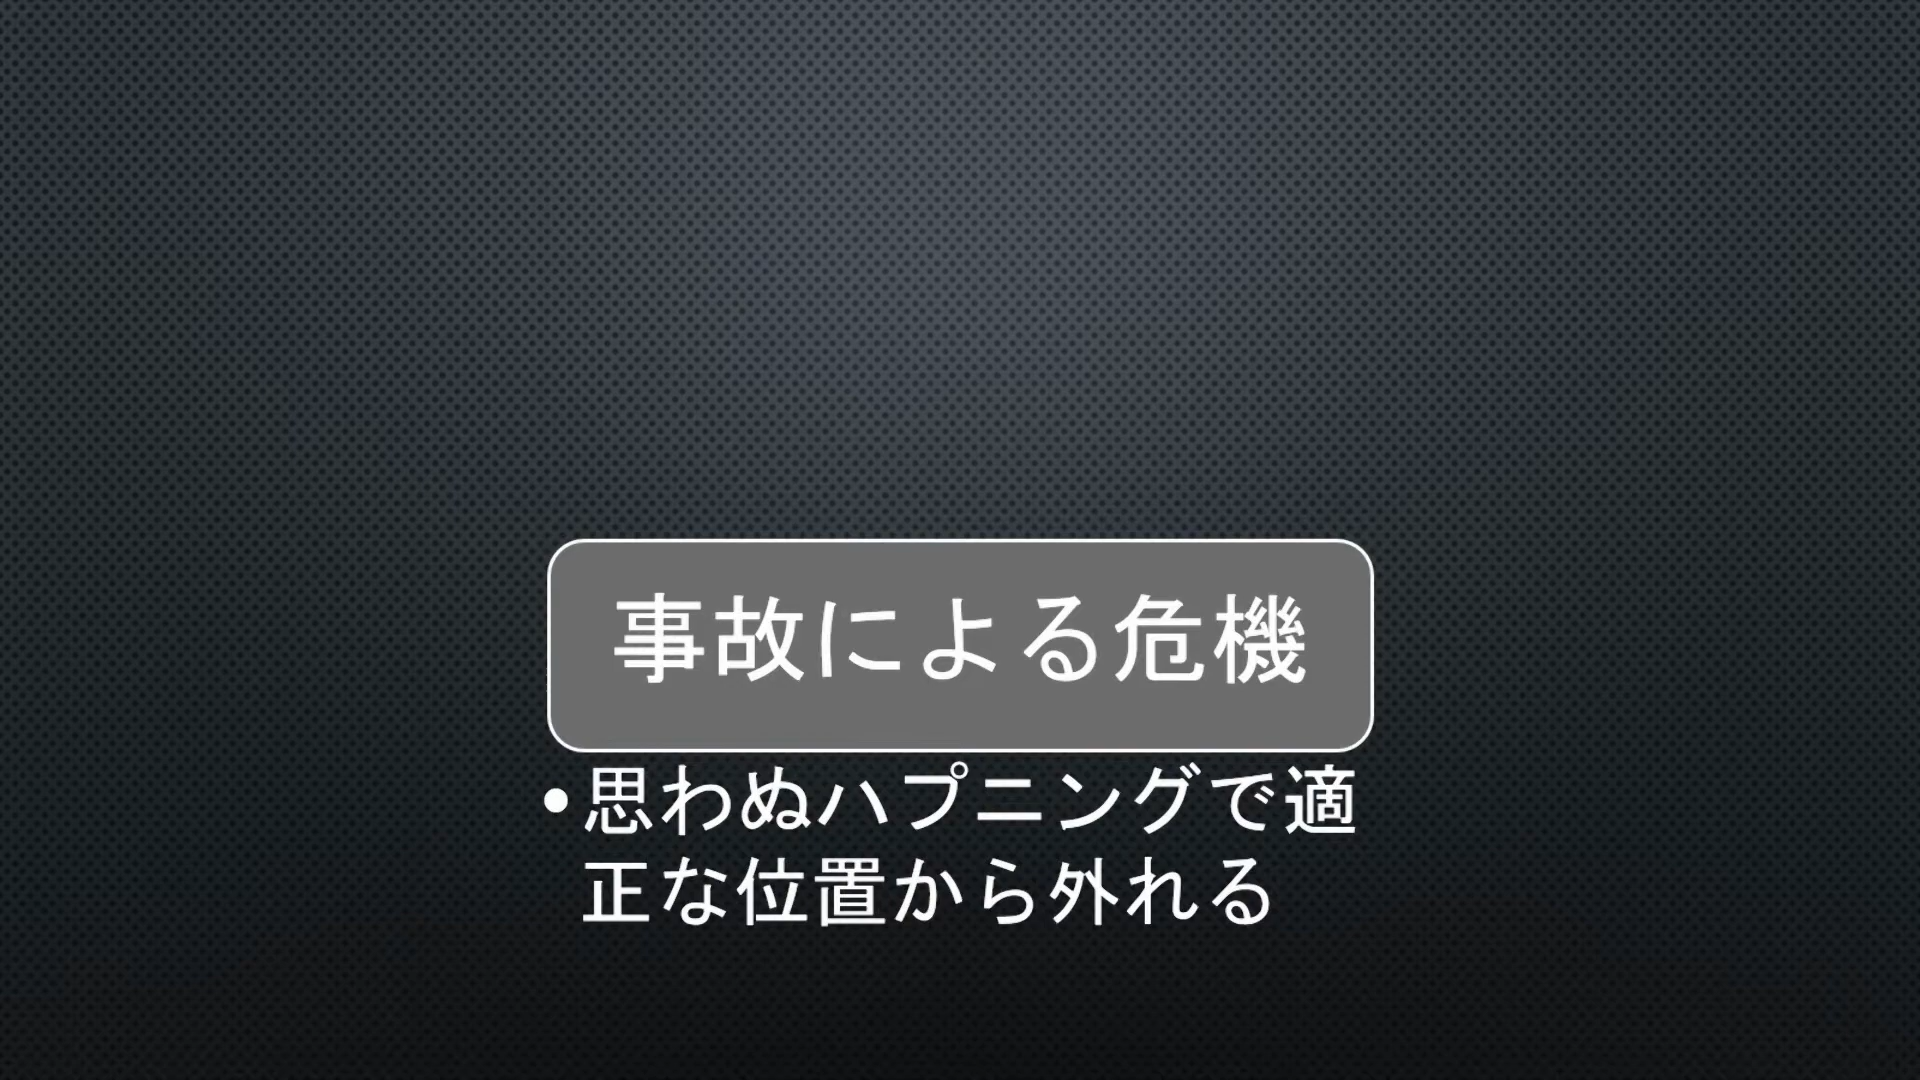 事故による危機
•思わぬハプニングで適
正な位置から外れる